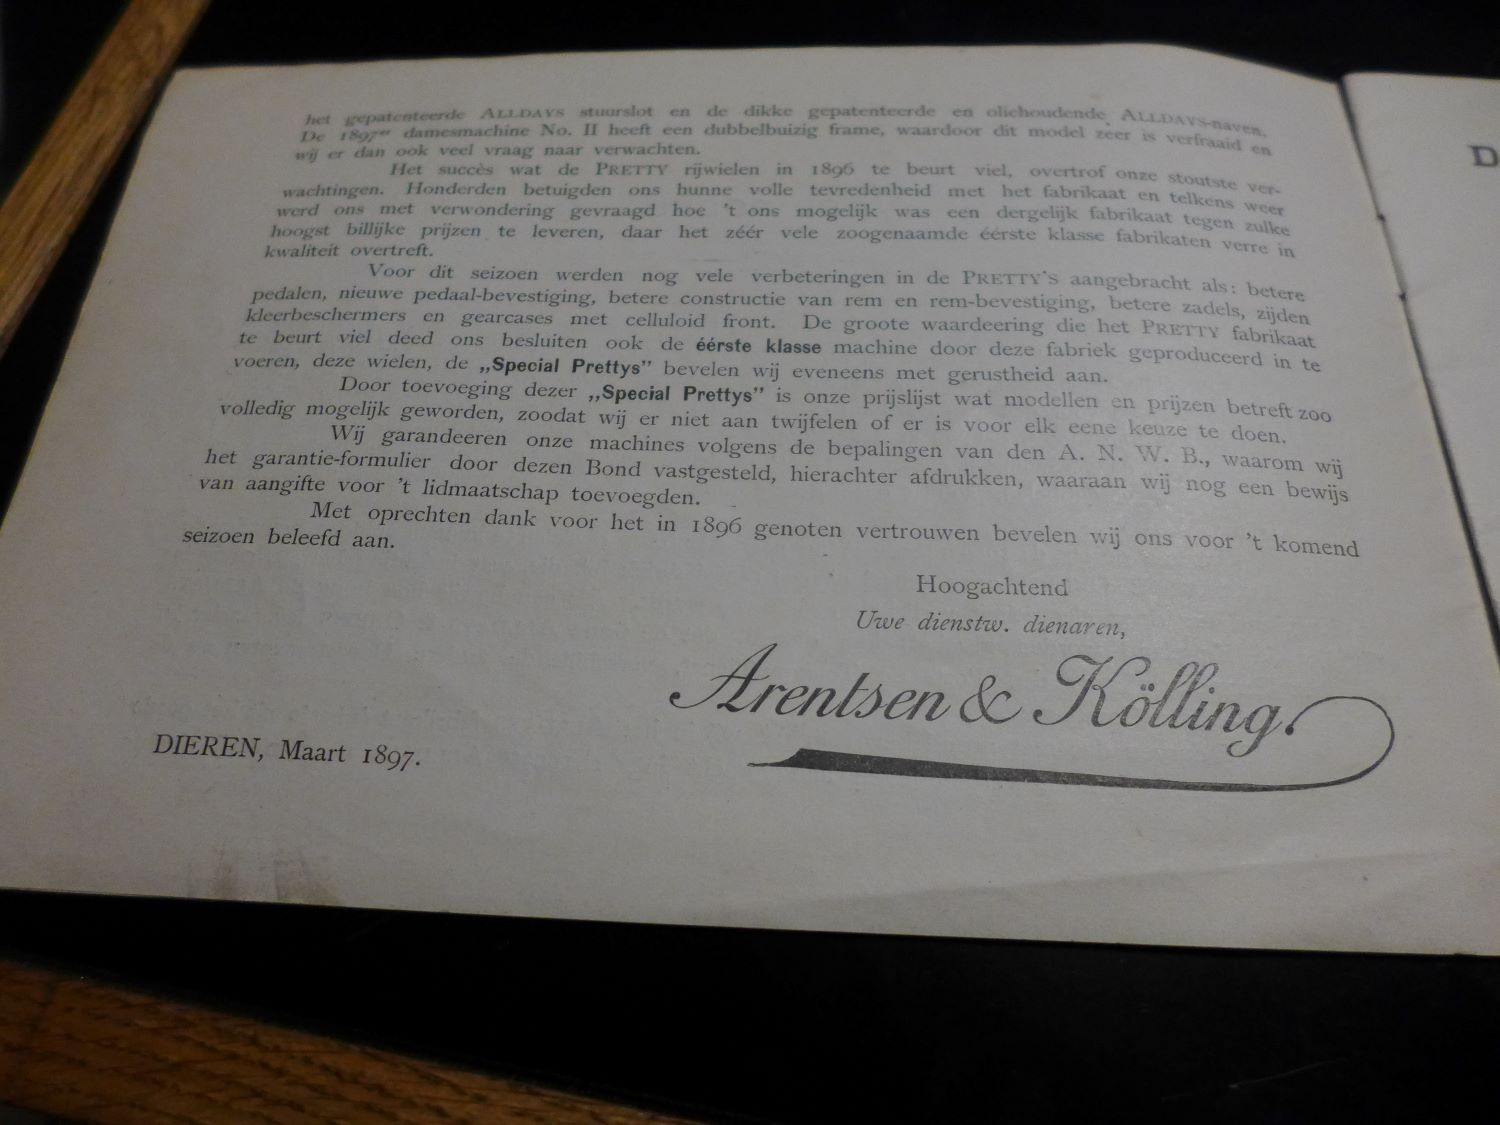 het gepatenteerde ALLDAYS stuurslot en de dikke gepatenteerde en oliehoudende ALLDAYS-naven.
De 1897er damesmachine No. II heeft een dubbelbuizig frame, waardoor dit model zeer is verfraaid en
wij er dan ook veel vraag naar verwachten.
Het succès wat de PRETTY rijwielen in 1896 te beurt viel, overtrof onze stoutste ver-
wachtingen. Honderden betuigden ons hunne volle tevredenheid met het fabrikaat en telkens weer
werd ons met verwondering gevraagd hoe 't ons mogelijk was een dergelijk fabrikaat tegen zulke
hoogst billijke prijzen te leveren, daar het zéér vele zoogenaamde éérste klasse fabrikaten verre in
kwaliteit overtreft.
Voor dit seizoen werden nog vele verbeteringen in de PRETTY'S aangebracht als: betere
pedalen, nieuwe pedaal-bevestiging, betere constructie van rem en rem-bevestiging, betere zadels, zijden
kleerbeschermers en gearcases met celluloid front. De groote waardeering die het PRETTY fabrikaat
te beurt viel deed ons besluiten ook de éérste klasse machine door deze fabriek geproduceerd in te
voeren, deze wielen, de „Special Prettys" bevelen wij eveneens met gerustheid aan.
Door toevoeging dezer „Special Prettys" is onze prijslijst wat modellen en prijzen betreft zoo
volledig mogelijk geworden, zoodat wij er niet aan twijfelen of er is voor elk eene keuze te doen.
Wij garandeeren onze machines volgens de bepalingen van den A. N. W. B., waarom wij
het garantie-formulier door dezen Bond vastgesteld, hierachter afdrukken, waaraan wij nog een bewijs
van aangifte voor 't lidmaatschap toevoegden.
Met oprechten dank voor het in 1896 genoten vertrouwen bevelen wij ons voor 't komend
seizoen beleefd aan.
Hoogachtend
Uwe dienstw. dienaren,
Arentsen & Kölling.
DIEREN, Maart 1897.